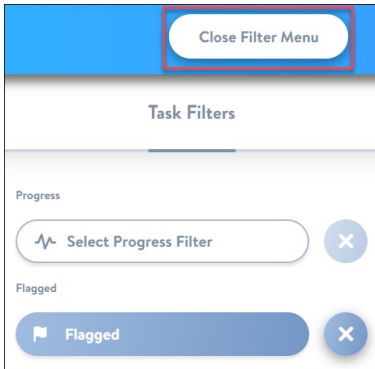 Close Filter Menu
Task Filters
Progress
Select Progress Filter
Flagged
Flagged